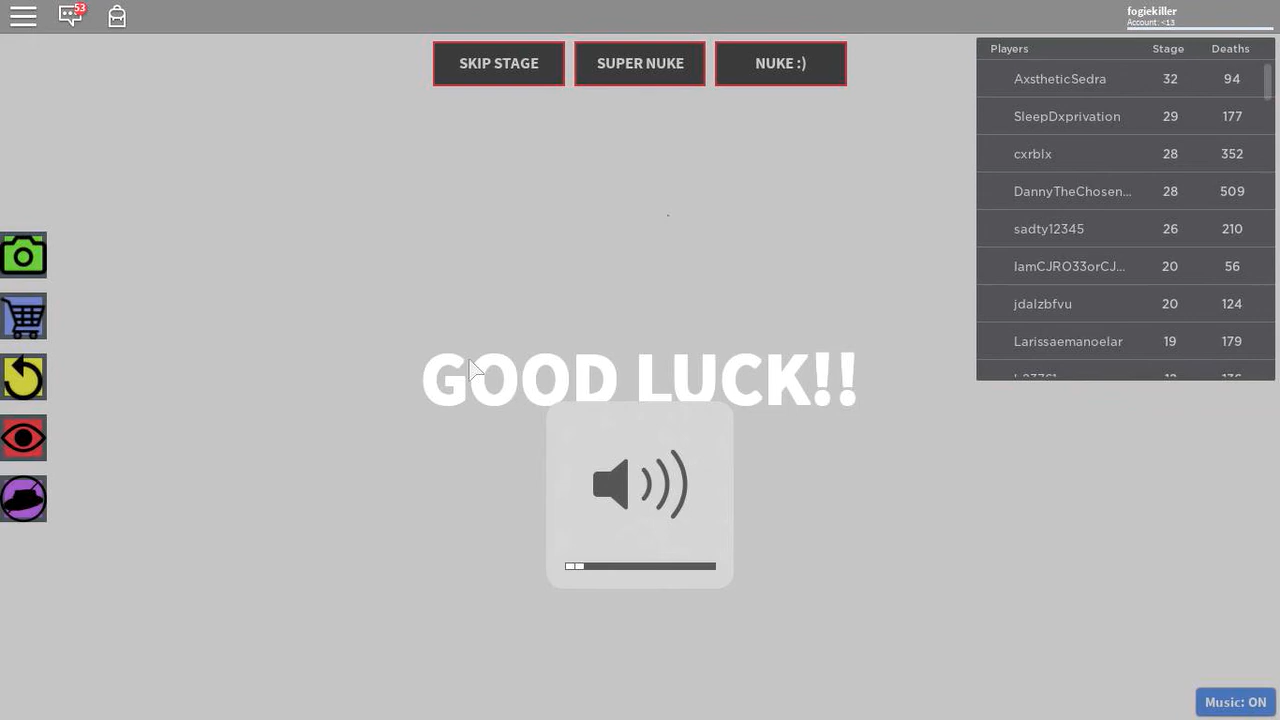 53
fogiekiller
Account: <13
SKIP STAGE
SUPER NUKE
NUKE :)
Players Stage Deaths
AxstheticSedra 32 94
SleepDxprivation 29 177
cxrblx 28 352
DannyTheChosen... 28 509
sadty12345 26 210
IamCJRO33orCJ... 20 56
jdalzbfvu 20 124
Larissaemanoelar 19 179
GOOD LUCK!!
Music: ON